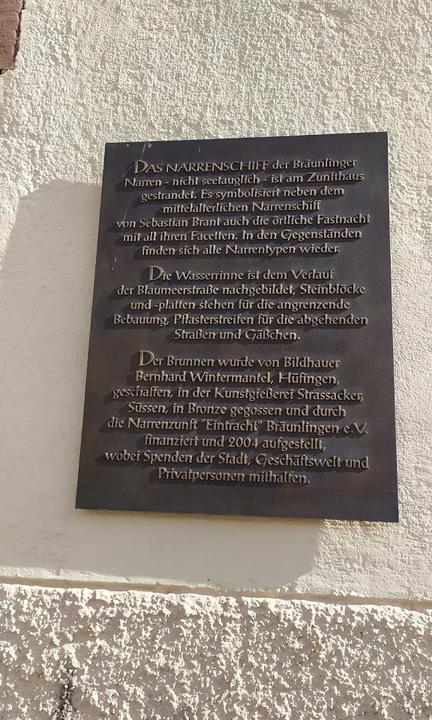 DAS NARRENSCHIFF der Bräunlinger
Narren - nicht seetauglich - ist am Zunfthaus
gestrandet. Es symbolisiert neben dem
mittelalterlichen Narrenschiff
von Sebastian Brant auch die örtliche Fastnacht
mit all ihren Facetten. In den Gegenständen
finden sich alle Narrentypen wieder.
Die Wasserrinne ist dem Verlauf
der Blaumeerstraße nachgebildet, Steinblöcke
und -platten stehen für die angrenzende
Bebauung, Pflasterstreifen für die abgehenden
Straßen und Gäßchen.
Der Brunnen wurde von Bildhauer
Bernhard Wintermantel, Hüfingen,
geschaffen, in der Kunstgießerei Strassacker,
Süssen, in Bronze gegossen und durch
die Narrenzunft "Eintracht" Bräunlingen e.V.
finanziert und 2004 aufgestellt,
wobei Spenden der Stadt, Geschäftswelt und
Privatpersonen mithalfen.